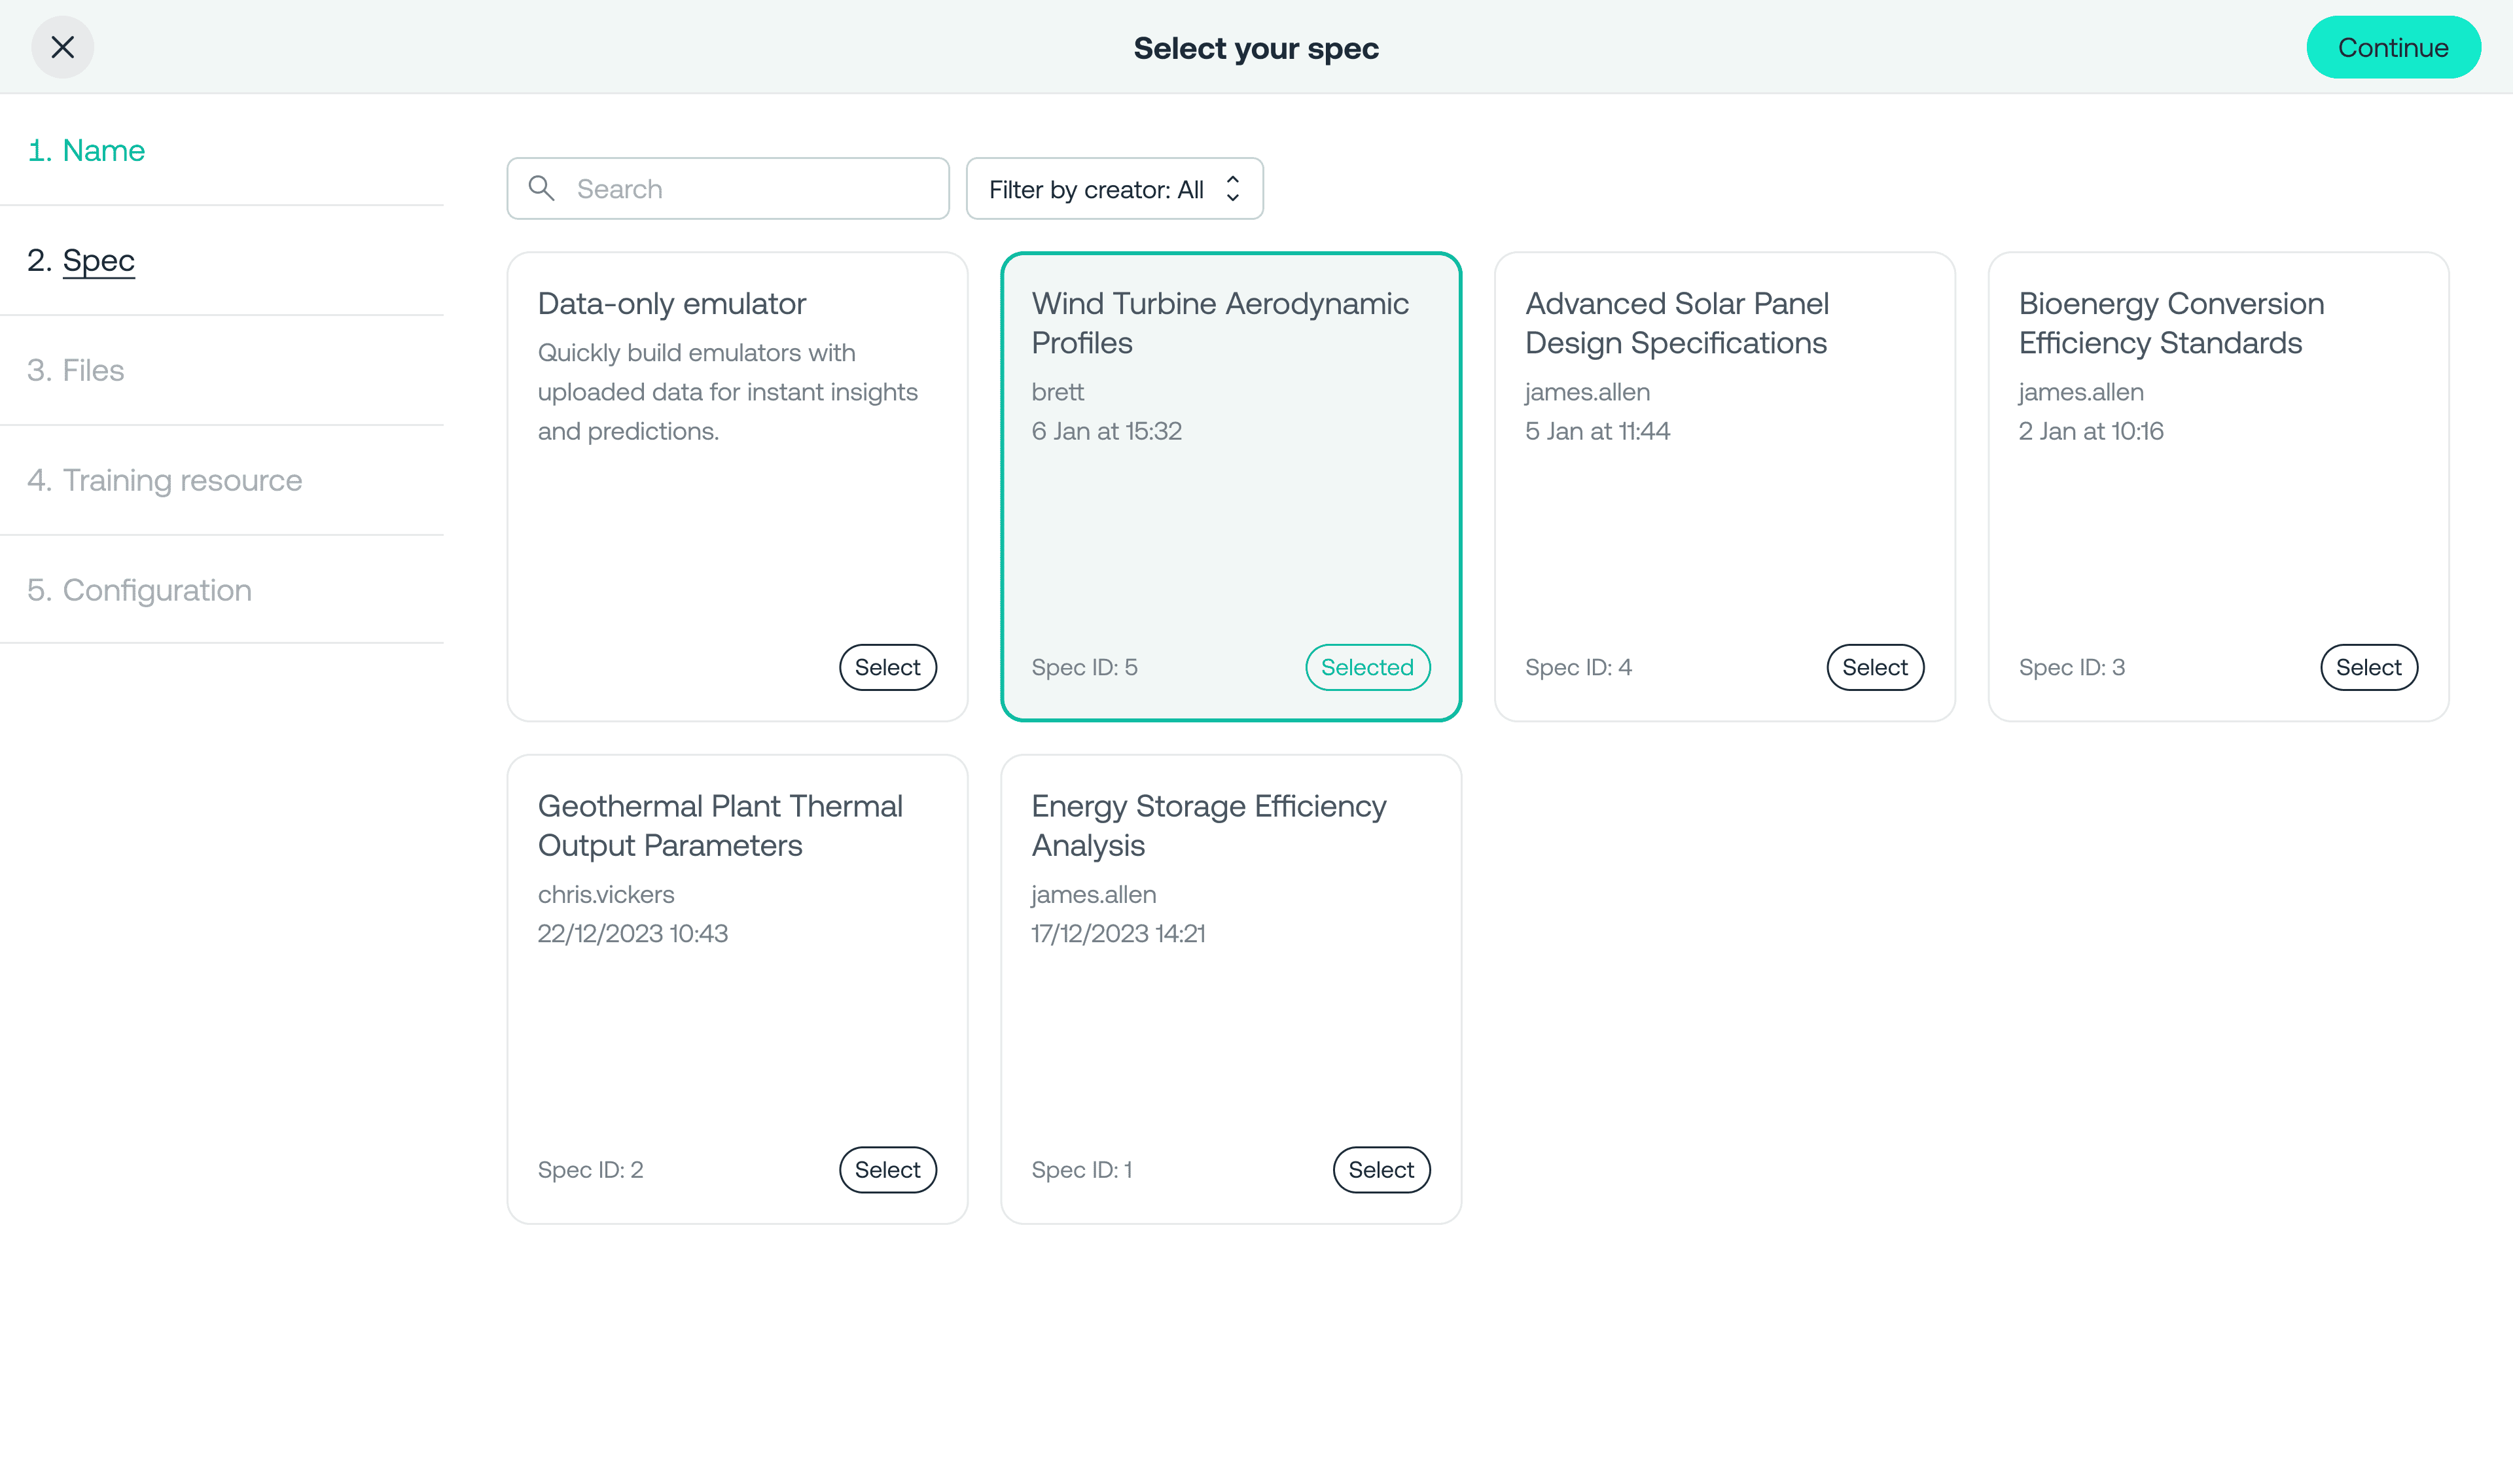 Select your spec
Continue
1. Name
2. Spec
3. Files
4. Training resource
5. Configuration
Search
Filter by creator: All
Data-only emulator
Quickly build emulators with
uploaded data for instant insights
and predictions.
Select
Wind Turbine Aerodynamic
Profiles
brett
6 Jan at 15:32
Spec ID: 5
Selected
Advanced Solar Panel
Design Specifications
james.allen
5 Jan at 11:44
Spec ID: 4
Select
Bioenergy Conversion
Efficiency Standards
james.allen
2 Jan at 10:16
Spec ID: 3
Select
Geothermal Plant Thermal
Output Parameters
chris.vickers
22/12/2023 10:43
Spec ID: 2
Select
Energy Storage Efficiency
Analysis
james.allen
17/12/2023 14:21
Spec ID: 1
Select